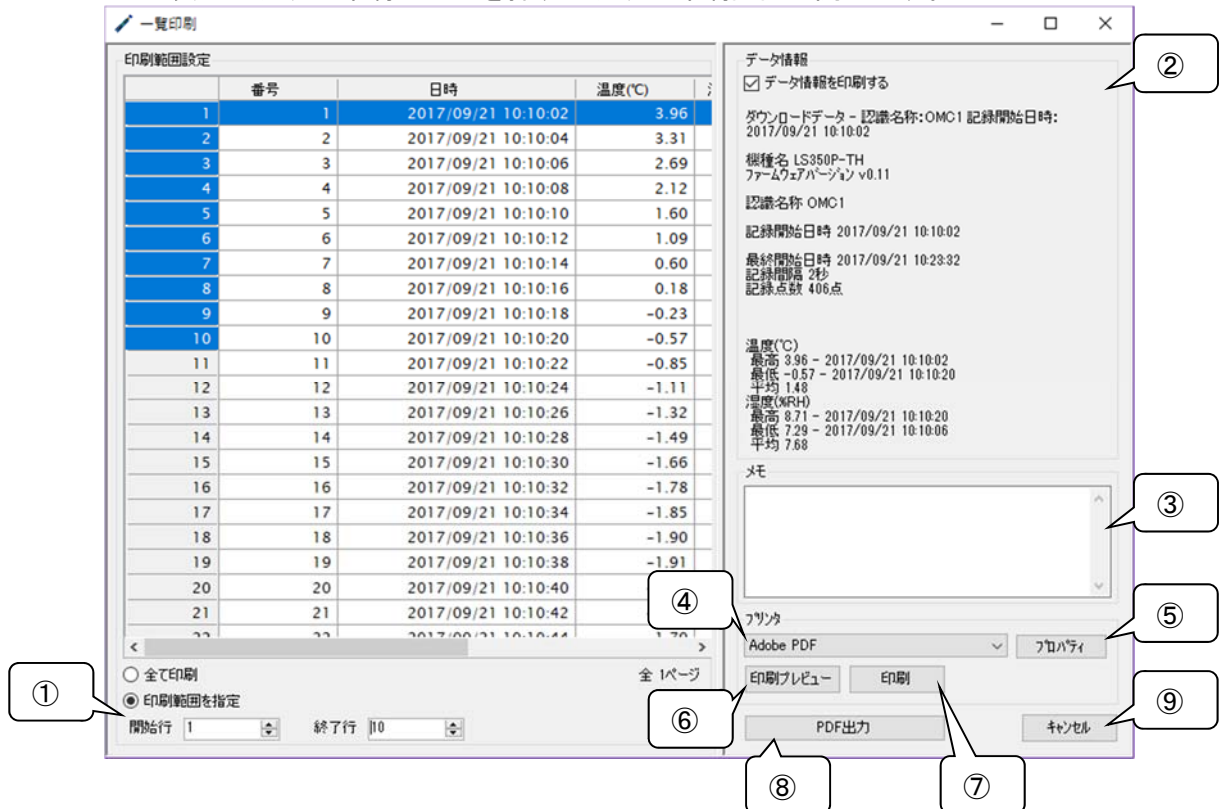 一覧印刷
印刷範囲設定
番号 日時 温度(℃)
1 1 2017/09/21 10:10:02 3.96
2 2 2017/09/21 10:10:04 3.31
3 3 2017/09/21 10:10:06 2.69
4 4 2017/09/21 10:10:08 2.12
5 5 2017/09/21 10:10:10 1.60
6 6 2017/09/21 10:10:12 1.09
7 7 2017/09/21 10:10:14 0.60
8 8 2017/09/21 10:10:16 0.18
9 9 2017/09/21 10:10:18 -0.23
10 10 2017/09/21 10:10:20 -0.57
11 11 2017/09/21 10:10:22 -0.85
12 12 2017/09/21 10:10:24 -1.11
13 13 2017/09/21 10:10:26 -1.32
14 14 2017/09/21 10:10:28 -1.49
15 15 2017/09/21 10:10:30 -1.66
16 16 2017/09/21 10:10:32 -1.78
17 17 2017/09/21 10:10:34 -1.85
18 18 2017/09/21 10:10:36 -1.90
19 19 2017/09/21 10:10:38 -1.91
20 20 2017/09/21 10:10:40
21 21 2017/09/21 10:10:42
全て印刷 全 1ページ
印刷範囲を指定
開始行 1 終了行 10
①
データ情報
②
データ情報を印刷する
ダウンロードデータ - 認識名称:OMC1 記録開始日時:
2017/09/21 10:10:02
機種名 LS350P-TH
ファームウェアバージョン v0.11
認識名称 OMC1
記録開始日時 2017/09/21 10:10:02
最終開始日時 2017/09/21 10:23:32
記録間隔 2秒
記録点数 406点
温度(℃)
最高 3.96 - 2017/09/21 10:10:02
最低 -0.57 - 2017/09/21 10:10:20
平均 1.48
湿度(%RH)
最高 8.71 - 2017/09/21 10:10:20
最低 7.29 - 2017/09/21 10:10:06
平均 7.68
メモ
③
④
プリンタ
⑤
Adobe PDF プロパティ
印刷プレビュー 印刷
⑥
⑨
PDF出力 キャンセル
⑧ ⑦